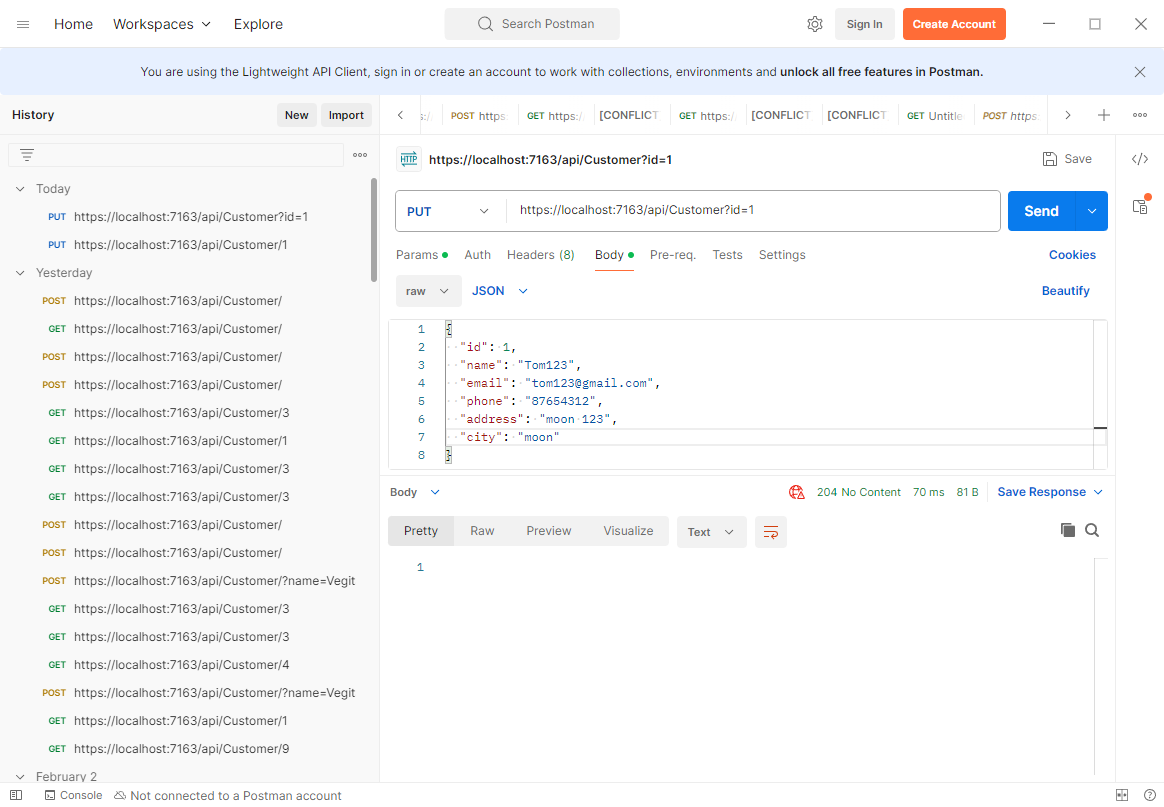 Home Workspaces Explore Search Postman Sign In Create Account
You are using the Lightweight API Client, sign in or create an account to work with collections, environments and unlock all free features in Postman.
History New Import
s:/ POST https: GET https:/ [CONFLICT GET https:/ [CONFLICT [CONFLICT GET Untitle POST https:
Today
PUT https://localhost:7163/api/Customer?id=1
PUT https://localhost:7163/api/Customer/1
Yesterday
POST https://localhost:7163/api/Customer/
GET https://localhost:7163/api/Customer/
POST https://localhost:7163/api/Customer/
POST https://localhost:7163/api/Customer/
GET https://localhost:7163/api/Customer/3
GET https://localhost:7163/api/Customer/1
GET https://localhost:7163/api/Customer/3
GET https://localhost:7163/api/Customer/3
POST https://localhost:7163/api/Customer/
POST https://localhost:7163/api/Customer/
POST https://localhost:7163/api/Customer/?name=Vegit
GET https://localhost:7163/api/Customer/3
GET https://localhost:7163/api/Customer/3
GET https://localhost:7163/api/Customer/4
POST https://localhost:7163/api/Customer/?name=Vegit
GET https://localhost:7163/api/Customer/1
GET https://localhost:7163/api/Customer/9
February 2
HTTP https://localhost:7163/api/Customer?id=1 Save
PUT https://localhost:7163/api/Customer?id=1 Send
Params Auth Headers (8) Body Pre-req. Tests Settings Cookies
raw JSON Beautify
1 {
2 "id": 1,
3 "name": "Tom123",
4 "email": "tom123@gmail.com",
5 "phone": "87654312",
6 "address": "moon 123",
7 "city": "moon"
8 }
Body 204 No Content 70 ms 81 B Save Response
Pretty Raw Preview Visualize Text
1
Console Not connected to a Postman account